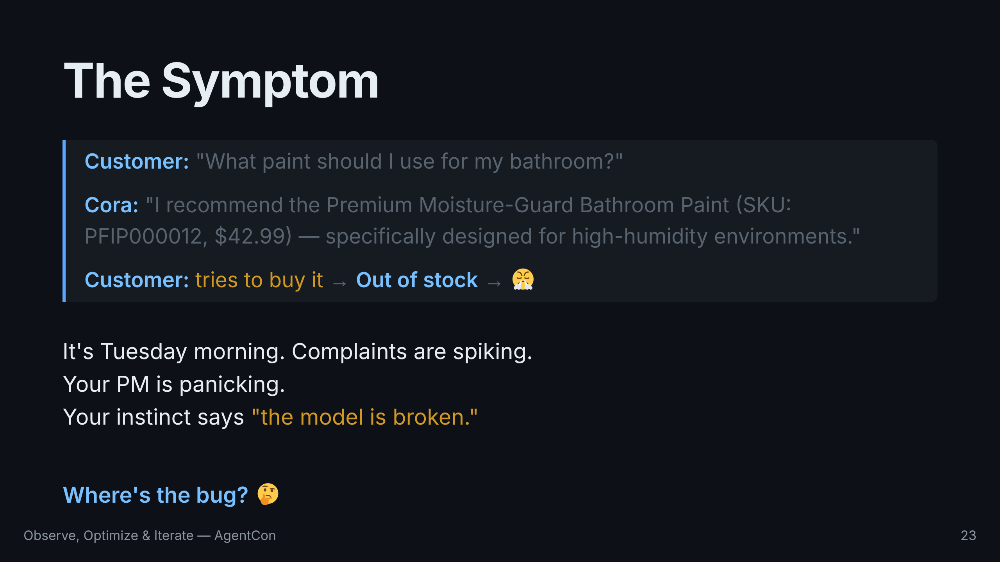 The Symptom
Customer: "What paint should I use for my bathroom?"
Cora: "I recommend the Premium Moisture-Guard Bathroom Paint (SKU:
PFIP000012, $42.99) — specifically designed for high-humidity environments."
Customer: tries to buy it → Out of stock → 😤
It's Tuesday morning. Complaints are spiking.
Your PM is panicking.
Your instinct says "the model is broken."
Where's the bug? 🤔
Observe, Optimize & Iterate — AgentCon
23